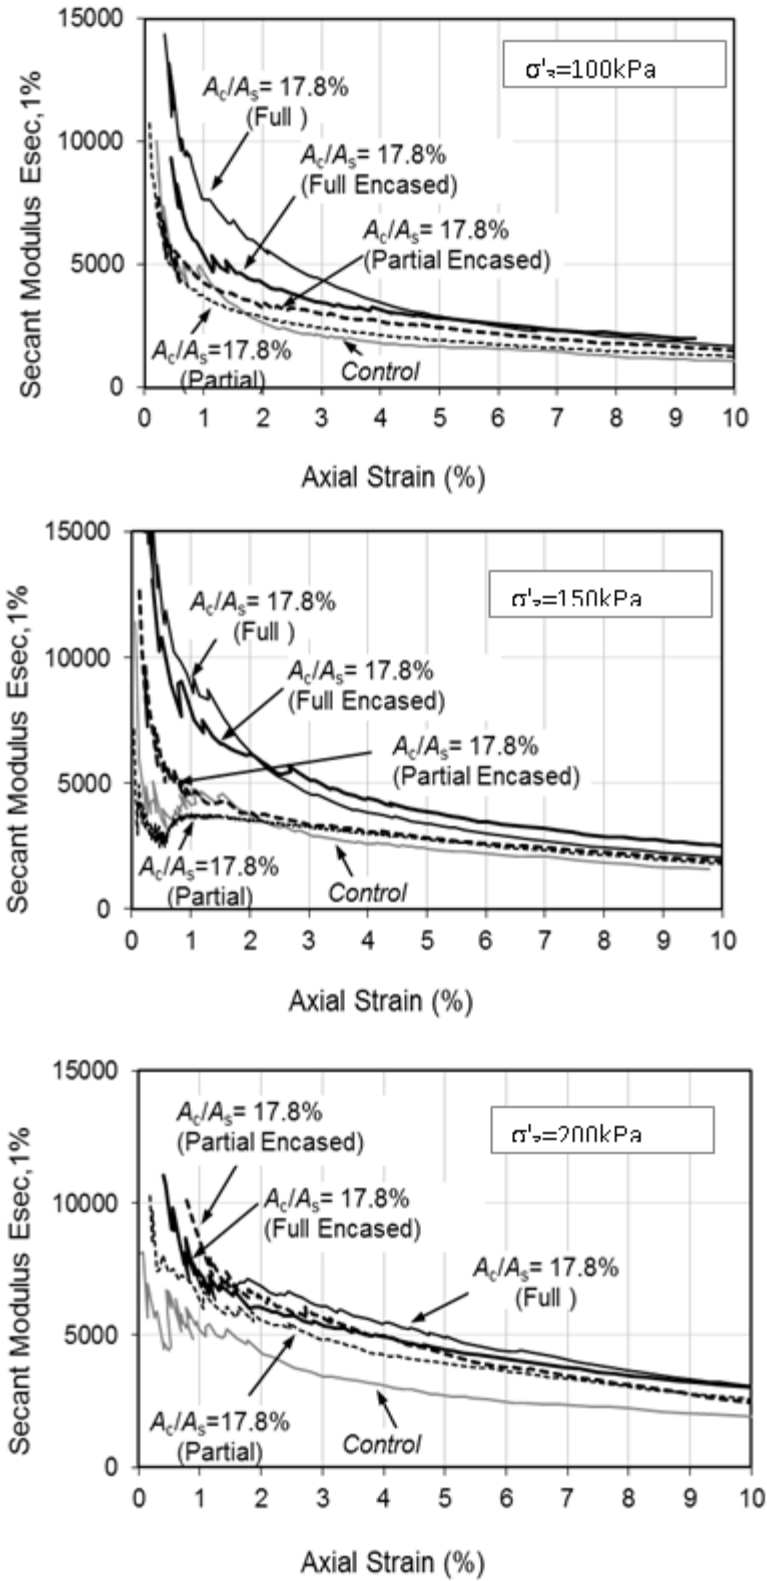 15000
σ'₃=100kPa
Ac/As= 17.8%
(Full )
10000
Ac/As= 17.8%
(Full Encased)
Ac/As= 17.8%
(Partial Encased)
5000
Ac/As=17.8%
(Partial)
Control
0
0 1 2 3 4 5 6 7 8 9 10
Secant Modulus Esec,1%
Axial Strain (%)
15000
σ'₃=150kPa
Ac/As= 17.8%
(Full )
10000
Ac/As= 17.8%
(Full Encased)
Ac/As= 17.8%
(Partial Encased)
5000
Ac/As=17.8%
(Partial)
Control
0
0 1 2 3 4 5 6 7 8 9 10
Secant Modulus Esec,1%
Axial Strain (%)
15000
Ac/As= 17.8%
(Partial Encased)
σ'₃=200kPa
10000
Ac/As= 17.8%
(Full Encased)
Ac/As= 17.8%
(Full )
5000
Ac/As=17.8%
(Partial)
Control
0
0 1 2 3 4 5 6 7 8 9 10
Secant Modulus Esec,1%
Axial Strain (%)